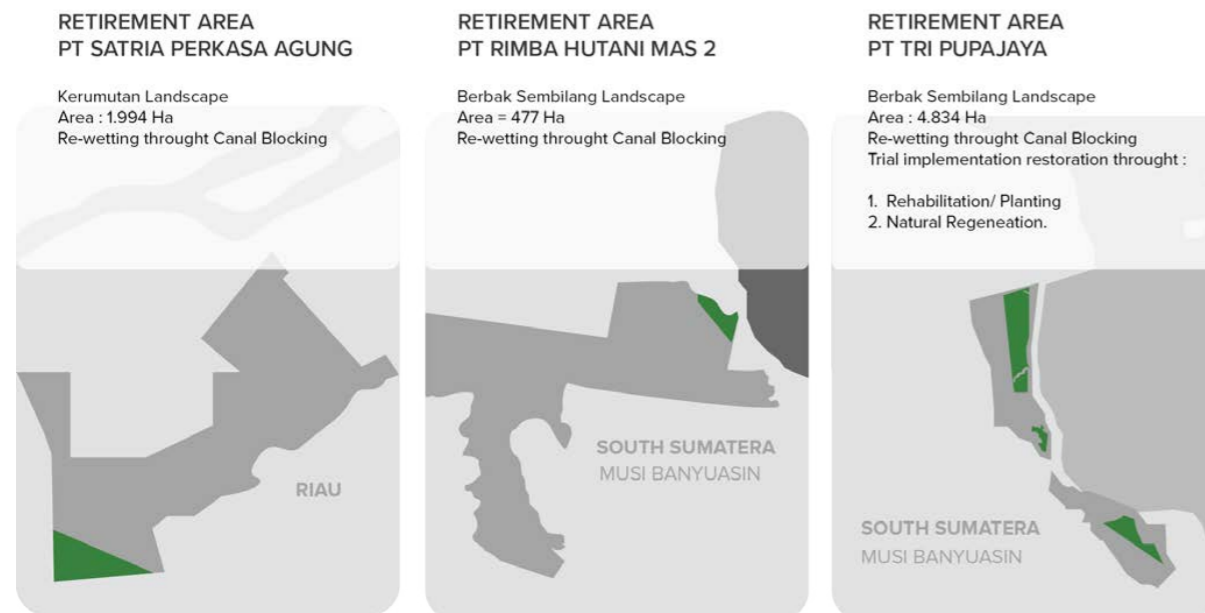 RETIREMENT AREA
PT SATRIA PERKASA AGUNG
Kerumutan Landscape
Area : 1.994 Ha
Re-wetting throught Canal Blocking
RIAU
RETIREMENT AREA
PT RIMBA HUTANI MAS 2
Berbak Sembilang Landscape
Area = 477 Ha
Re-wetting throught Canal Blocking
SOUTH SUMATERA
MUSI BANYUASIN
RETIREMENT AREA
PT TRI PUPAJAYA
Berbak Sembilang Landscape
Area : 4.834 Ha
Re-wetting throught Canal Blocking
Trial implementation restoration throught :
1. Rehabilitation/ Planting
2. Natural Regeneation.
SOUTH SUMATERA
MUSI BANYUASIN